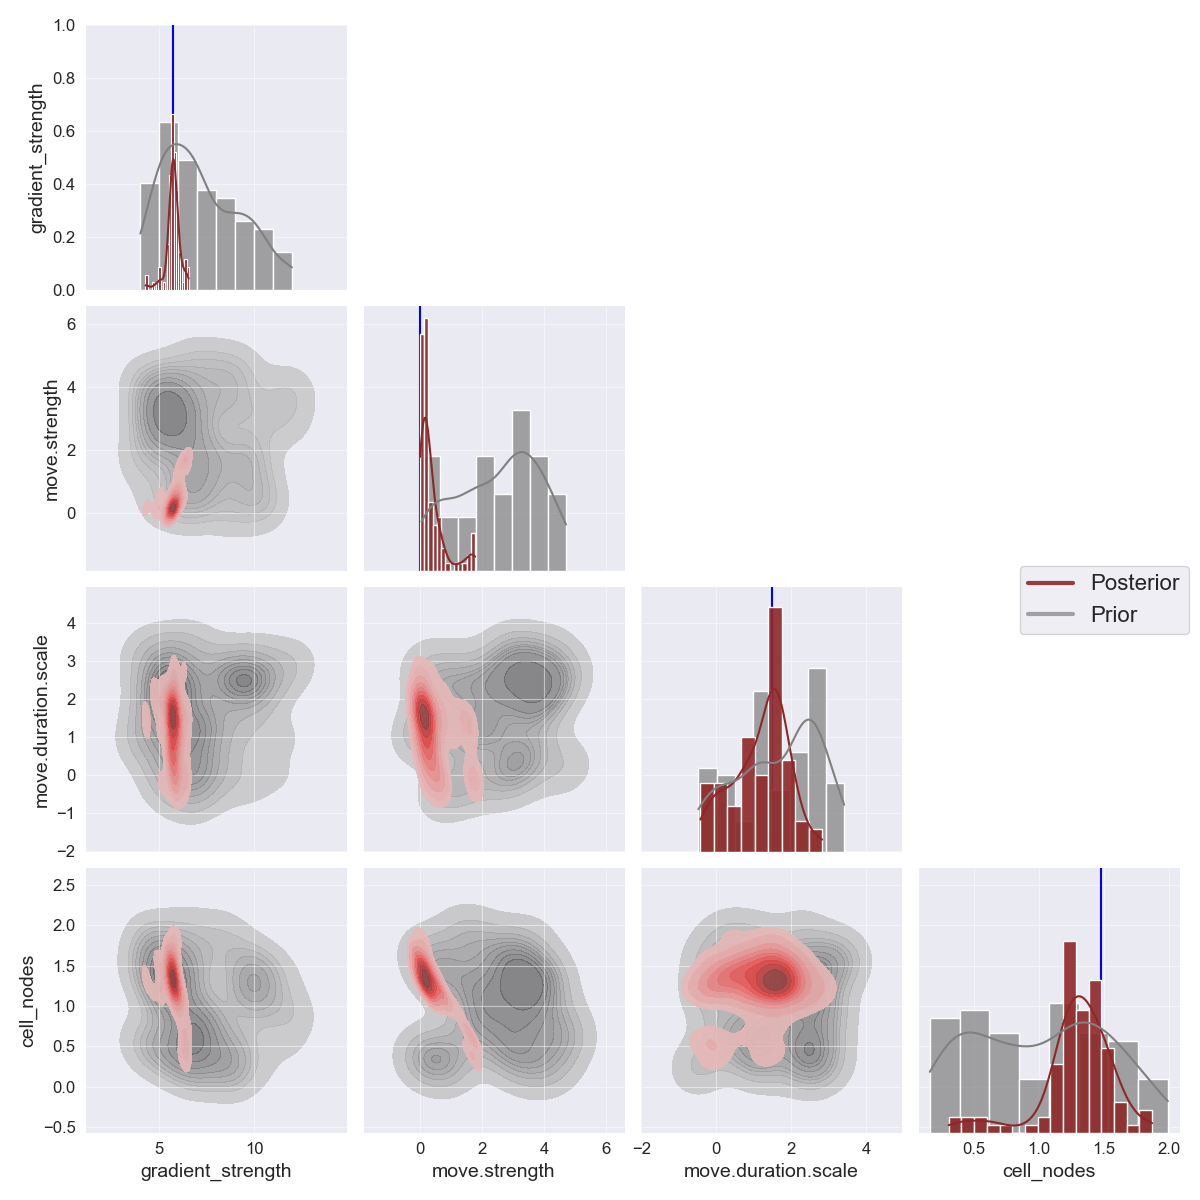 1.0
0.8
0.6
0.4
0.2
0.0
gradient_strength
6
4
2
0
move.strength
4
3
2
1
0
−1
−2
move.duration.scale
Posterior
Prior
2.5
2.0
1.5
1.0
0.5
0.0
−0.5
cell_nodes
5 10
gradient_strength
0 2 4 6
move.strength
−2 0 2 4
move.duration.scale
0.5 1.0 1.5 2.0
cell_nodes